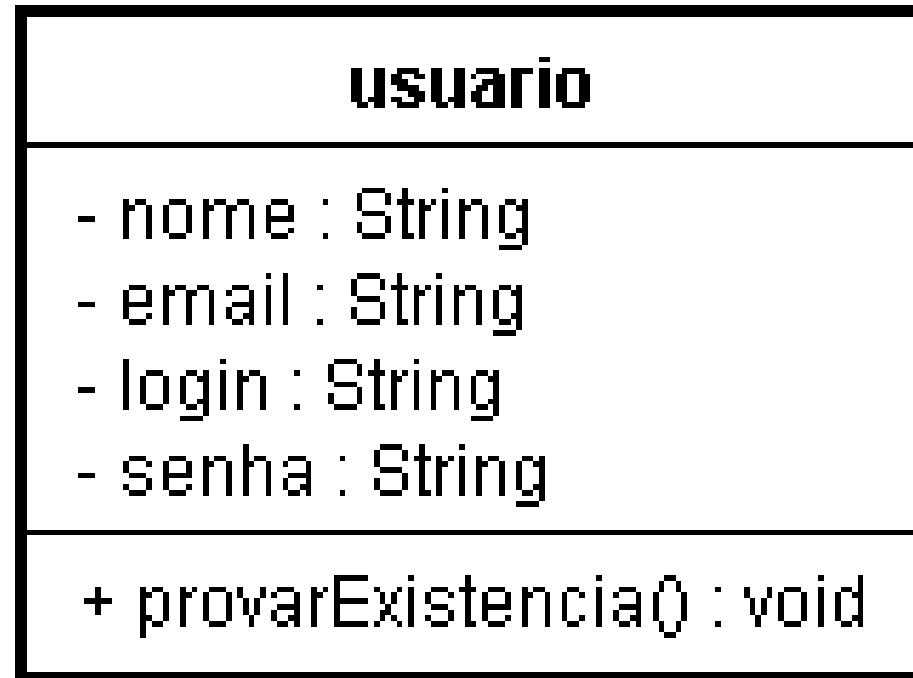 usuario
- nome : String
- email : String
- login : String
- senha : String
+ provarExistencia() : void